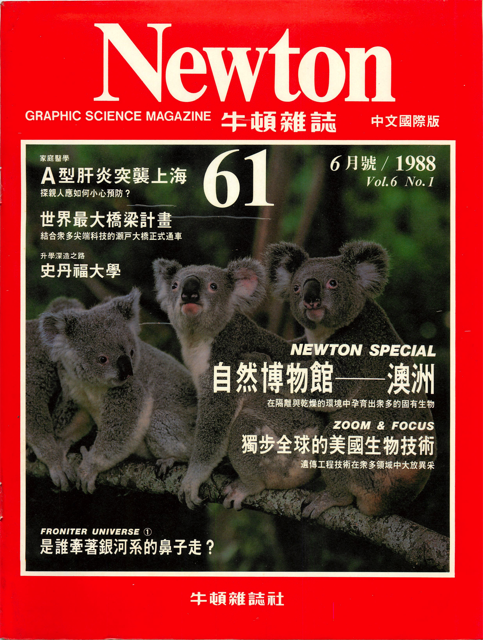 Newton
GRAPHIC SCIENCE MAGAZINE 牛頓雜誌 中文國際版
家庭醫學
A型肝炎突襲上海
探親人應如何小心預防？
61
6月號 / 1988
Vol.6 No.1
世界最大橋梁計畫
結合衆多尖端科技的瀨戸大橋正式通車
升學深造之路
史丹福大學
NEWTON SPECIAL
自然博物館——澳洲
在隔離與乾燥的環境中孕育出衆多的固有生物
ZOOM & FOCUS
獨步全球的美國生物技術
遺傳工程技術在衆多領域中大放異采
FRONITER UNIVERSE ①
是誰牽著銀河系的鼻子走？
牛頓雜誌社